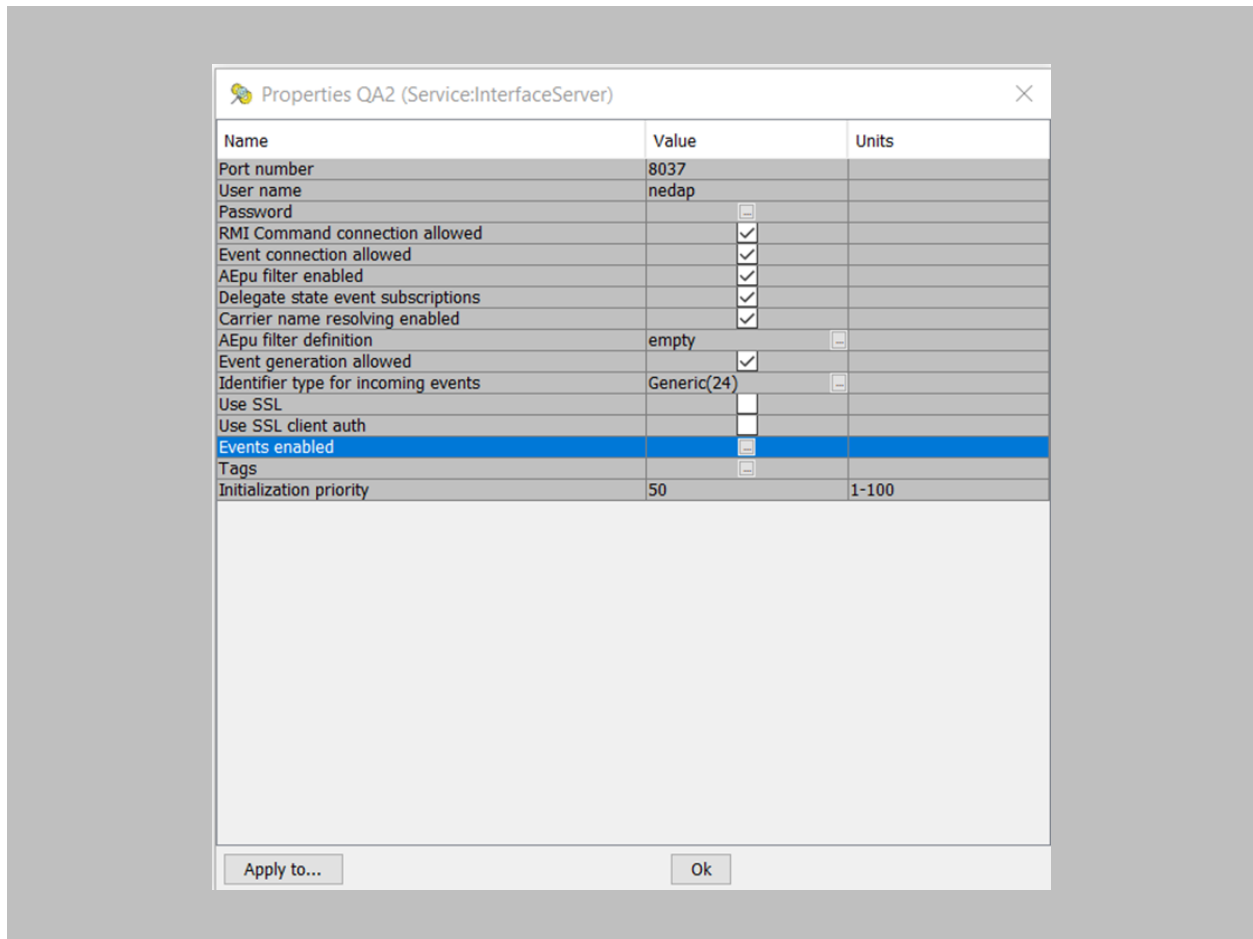 Properties QA2 (Service:InterfaceServer)
Name Value Units
Port number 8037
User name nedap
Password
RMI Command connection allowed
Event connection allowed
AEpu filter enabled
Delegate state event subscriptions
Carrier name resolving enabled
AEpu filter definition empty
Event generation allowed
Identifier type for incoming events Generic(24)
Use SSL
Use SSL client auth
Events enabled
Tags
Initialization priority 50 1-100
Apply to... Ok